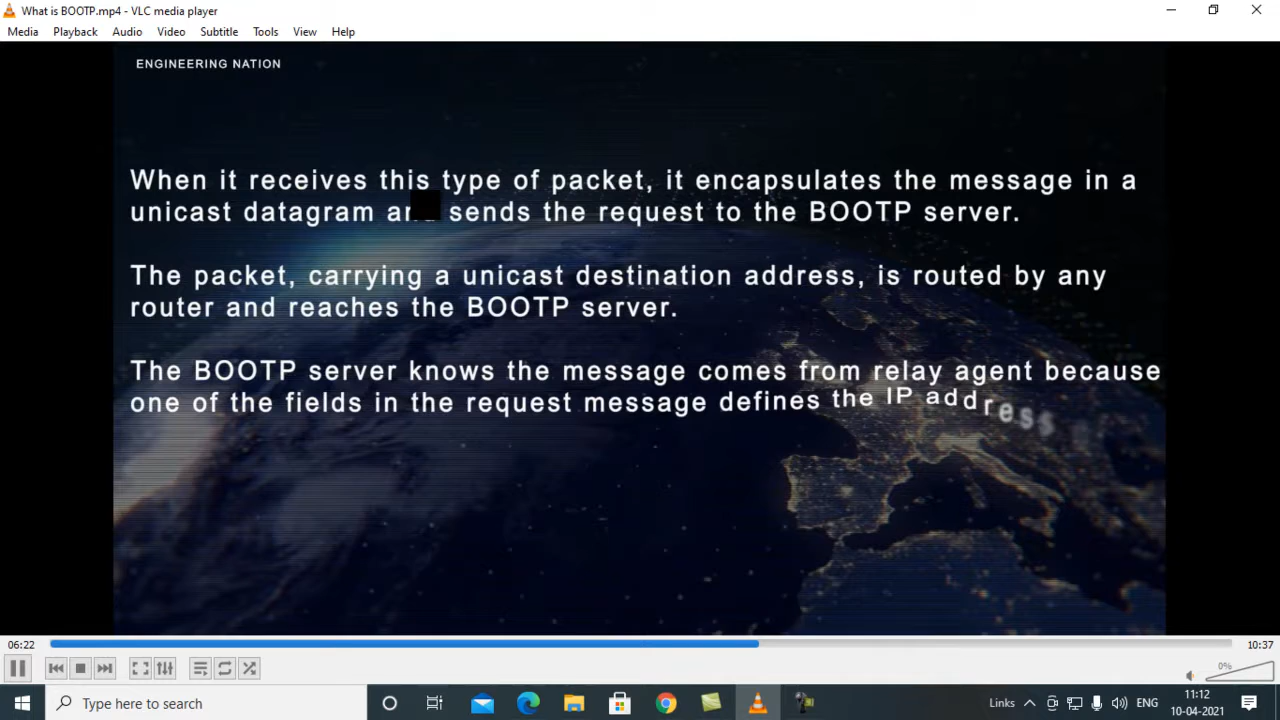 What is BOOTP.mp4 - VLC media player
Media Playback Audio Video Subtitle Tools View Help
ENGINEERING NATION
When it receives this type of packet, it encapsulates the message in a
unicast datagram and sends the request to the BOOTP server.
The packet, carrying a unicast destination address, is routed by any
router and reaches the BOOTP server.
The BOOTP server knows the message comes from relay agent because
one of the fields in the request message defines the IP address
06:22
10:37
0%
Type here to search
Links
ENG
11:12
10-04-2021